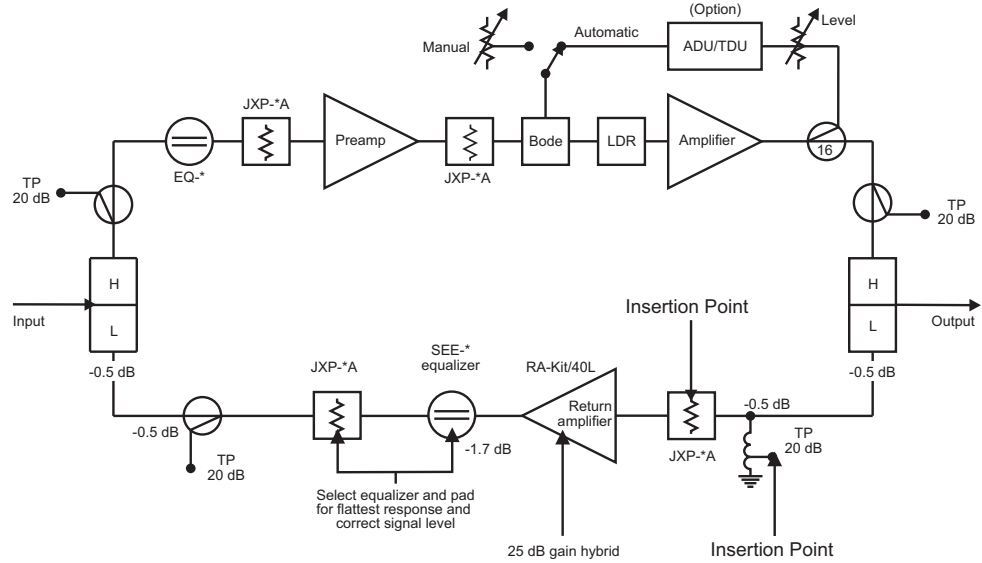 (Option)
Manual
Automatic
ADU/TDU
Level
JXP-*A
Preamp
EQ-*
JXP-*A
Bode
LDR
Amplifier
16
TP
20 dB
TP
20 dB
H
L
Input
H
L
Output
-0.5 dB
-0.5 dB
Insertion Point
JXP-*A
SEE-*
equalizer
RA-Kit/40L
Return
amplifier
-0.5 dB
-0.5 dB
-1.7 dB
JXP-*A
TP
20 dB
TP
20 dB
Select equalizer and pad
for flattest response and
correct signal level
25 dB gain hybrid
Insertion Point